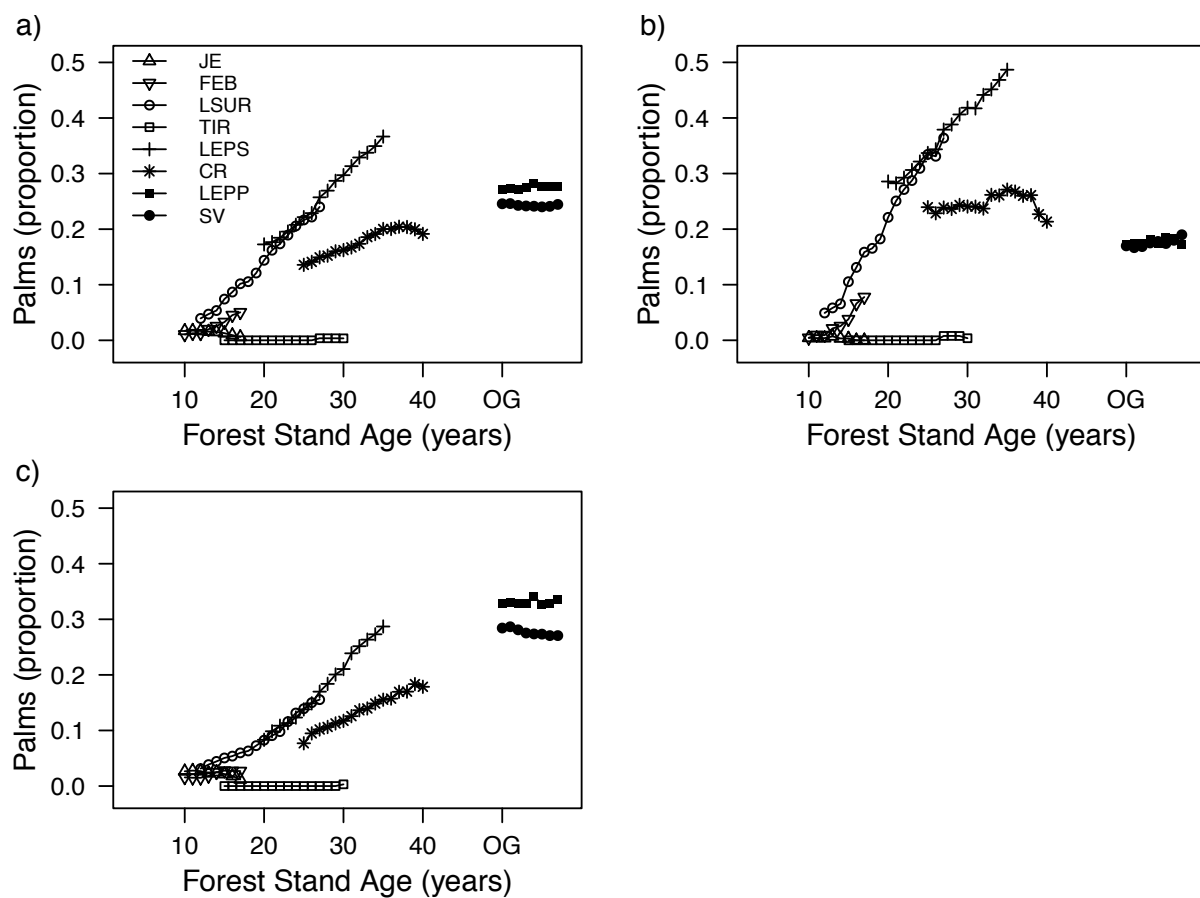 a)
Palms (proportion)
0.5
0.4
0.3
0.2
0.1
0.0
JE
FEB
LSUR
TIR
LEPS
CR
LEPP
SV
10 20 30 40 OG
Forest Stand Age (years)
b)
Palms (proportion)
0.5
0.4
0.3
0.2
0.1
0.0
10 20 30 40 OG
Forest Stand Age (years)
c)
Palms (proportion)
0.5
0.4
0.3
0.2
0.1
0.0
10 20 30 40 OG
Forest Stand Age (years)